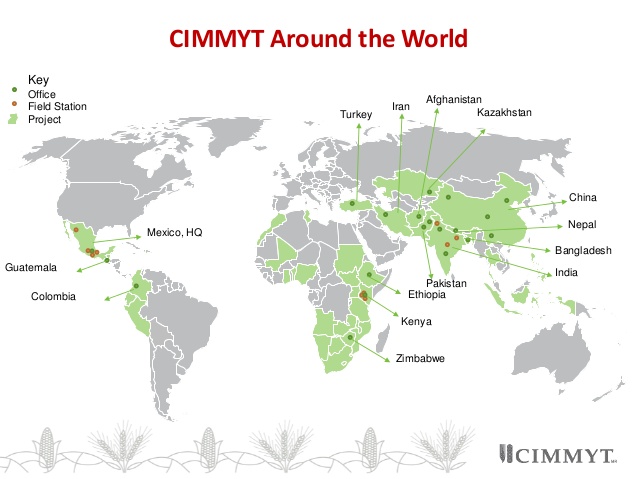 CIMMYT Around the World
Key
Office
Field Station
Project
Turkey
Iran
Afghanistan
Kazakhstan
China
Nepal
Bangladesh
India
Pakistan
Ethiopia
Kenya
Zimbabwe
Mexico, HQ
Guatemala
Colombia
CIMMYT